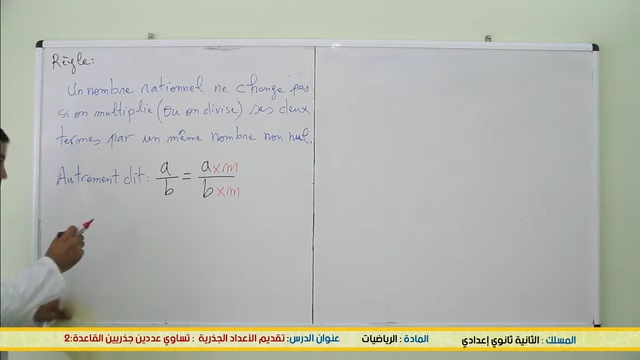 Règle:
Un nombre rationnel ne change pas
si on multiplie (ou on divise) ses deux
termes par un même nombre non nul.
Autrement dit: a/b = a×m/b×m
المسلك : الثانية ثانوي إعدادي المادة : الرياضيات عنوان الدرس: تقديم الأعداد الجذرية : تساوي عددين جذريين القاعدة:2